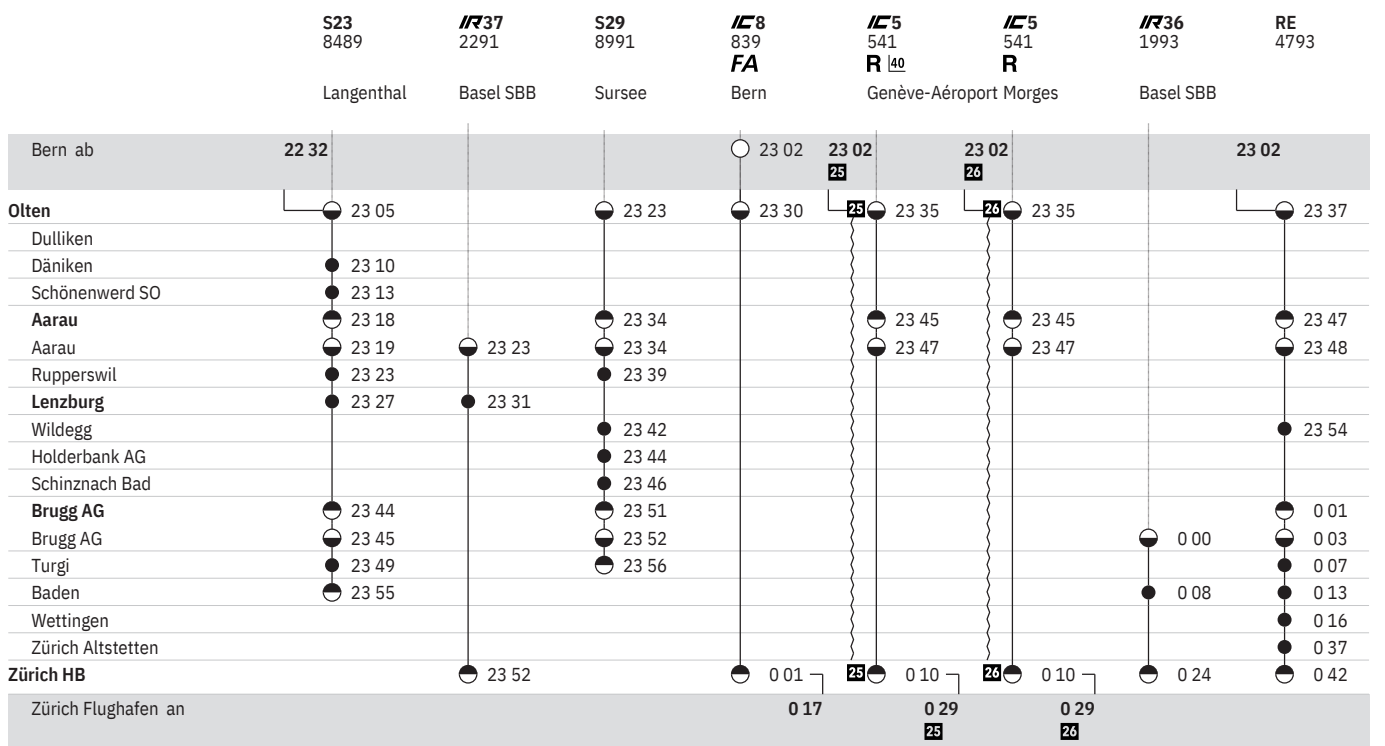 S23 IR37 S29 IC8 IC5 IC5 IR36 RE
8489 2291 8991 839 541 541 1993 4793
FA R 40 R
Langenthal Basel SBB Sursee Bern Genève-Aéroport Morges Basel SBB
Bern ab 22 32 23 02 23 02 23 02 23 02
25 26
Olten 23 05 23 23 23 30 25 23 35 26 23 35 23 37
Dulliken
Däniken 23 10
Schönenwerd SO 23 13
Aarau 23 18 23 34 23 45 23 45 23 47
Aarau 23 19 23 23 23 34 23 47 23 47 23 48
Rupperswil 23 23 23 39
Lenzburg 23 27 23 31
Wildegg 23 42 23 54
Holderbank AG 23 44
Schinznach Bad 23 46
Brugg AG 23 44 23 51 0 01
Brugg AG 23 45 23 52 0 00 0 03
Turgi 23 49 23 56 0 07
Baden 23 55 0 08 0 13
Wettingen 0 16
Zürich Altstetten 0 37
Zürich HB 23 52 0 01 25 0 10 26 0 10 0 24 0 42
Zürich Flughafen an 0 17 0 29 0 29
25 26